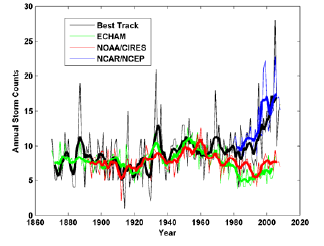 30
25
20
15
10
5
0
Annual Storm Counts
Best Track
ECHAM
NOAA/CIRES
NCAR/NCEP
1860 1880 1900 1920 1940 1960 1980 2000 2020
Year